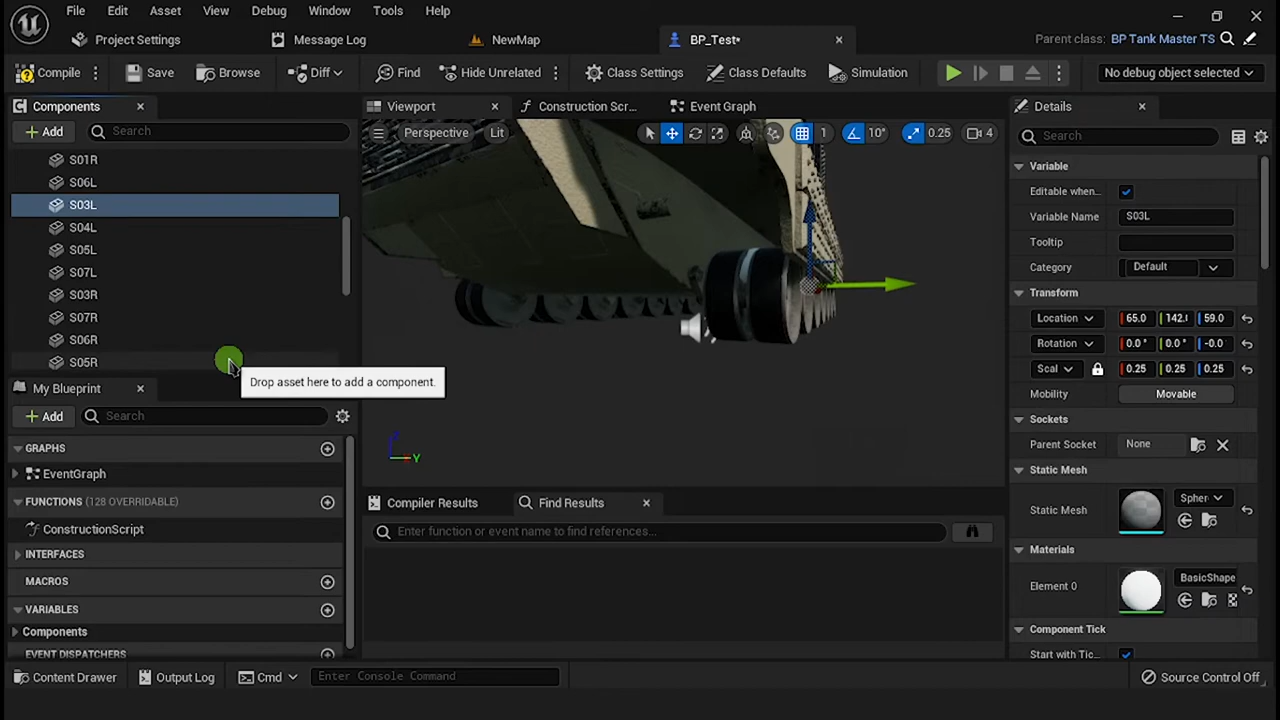 File Edit Asset View Debug Window Tools Help
Project Settings Message Log NewMap BP_Test• Parent class: BP Tank Master TS
Compile Save Browse Diff Find Hide Unrelated Class Settings Class Defaults Simulation No debug object selected
Components Viewport Construction Scr... Event Graph Details
Add Search Perspective Lit 1 10° 0.25 4 Search
S01R
S06L
S03L
S04L
S05L
S07L
S03R
S07R
S06R
S05R
Drop asset here to add a component.
Y
My Blueprint
Add Search
GRAPHS
EventGraph
FUNCTIONS (128 OVERRIDABLE)
ConstructionScript
INTERFACES
MACROS
VARIABLES
Components
EVENT DISPATCHERS
Compiler Results Find Results
Enter function or event name to find references...
Variable
Editable when...
Variable Name S03L
Tooltip
Category Default
Transform
Location 65.0 142.0 59.0
Rotation 0.0° 0.0° -0.0
Scal 0.25 0.25 0.25
Mobility Movable
Sockets
Parent Socket None
Static Mesh
Static Mesh Spher
Materials
Element 0 BasicShape
Component Tick
Start with Tic...
Content Drawer Output Log Cmd Enter Console Command Source Control Off